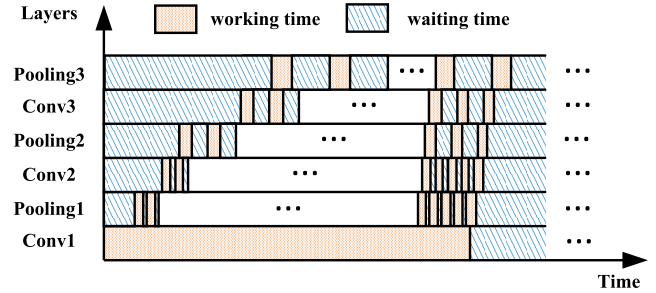 Layers
working time
waiting time
Pooling3
...
...
Conv3
...
...
Pooling2
...
...
Conv2
...
...
Pooling1
...
...
Conv1
...
Time